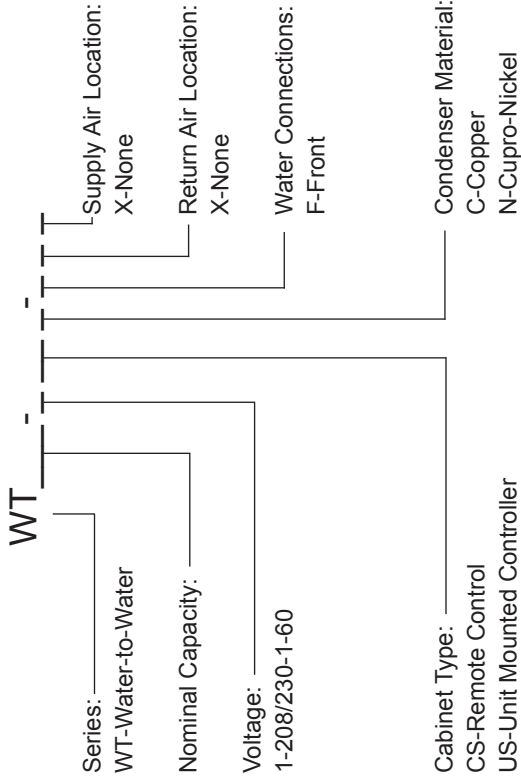 WT - -
Series:
WT-Water-to-Water
Nominal Capacity:
Voltage:
1-208/230-1-60
Cabinet Type:
CS-Remote Control
US-Unit Mounted Controller
Supply Air Location:
X-None
Return Air Location:
X-None
Water Connections:
F-Front
Condenser Material:
C-Copper
N-Cupro-Nickel